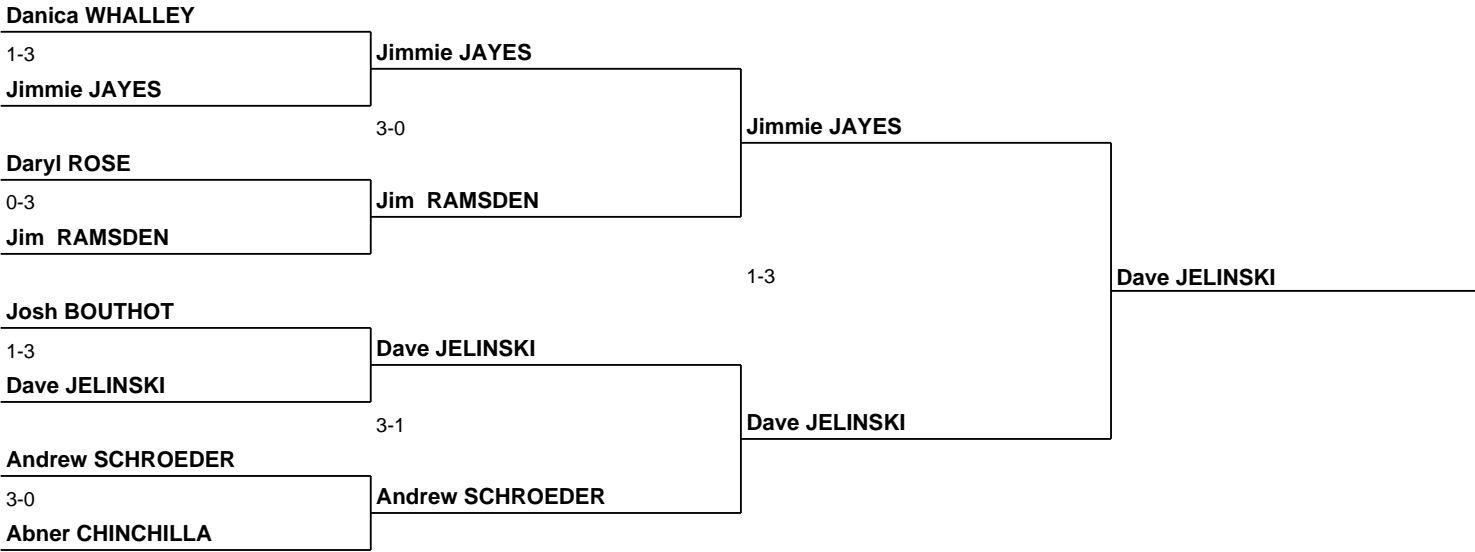 Danica WHALLEY
1-3
Jimmie JAYES
Jimmie JAYES
3-0
Jimmie JAYES
Daryl ROSE
0-3
Jim  RAMSDEN
Jim  RAMSDEN
1-3
Dave JELINSKI
Josh BOUTHOT
1-3
Dave JELINSKI
Dave JELINSKI
3-1
Dave JELINSKI
Andrew SCHROEDER
3-0
Andrew SCHROEDER
Abner CHINCHILLA